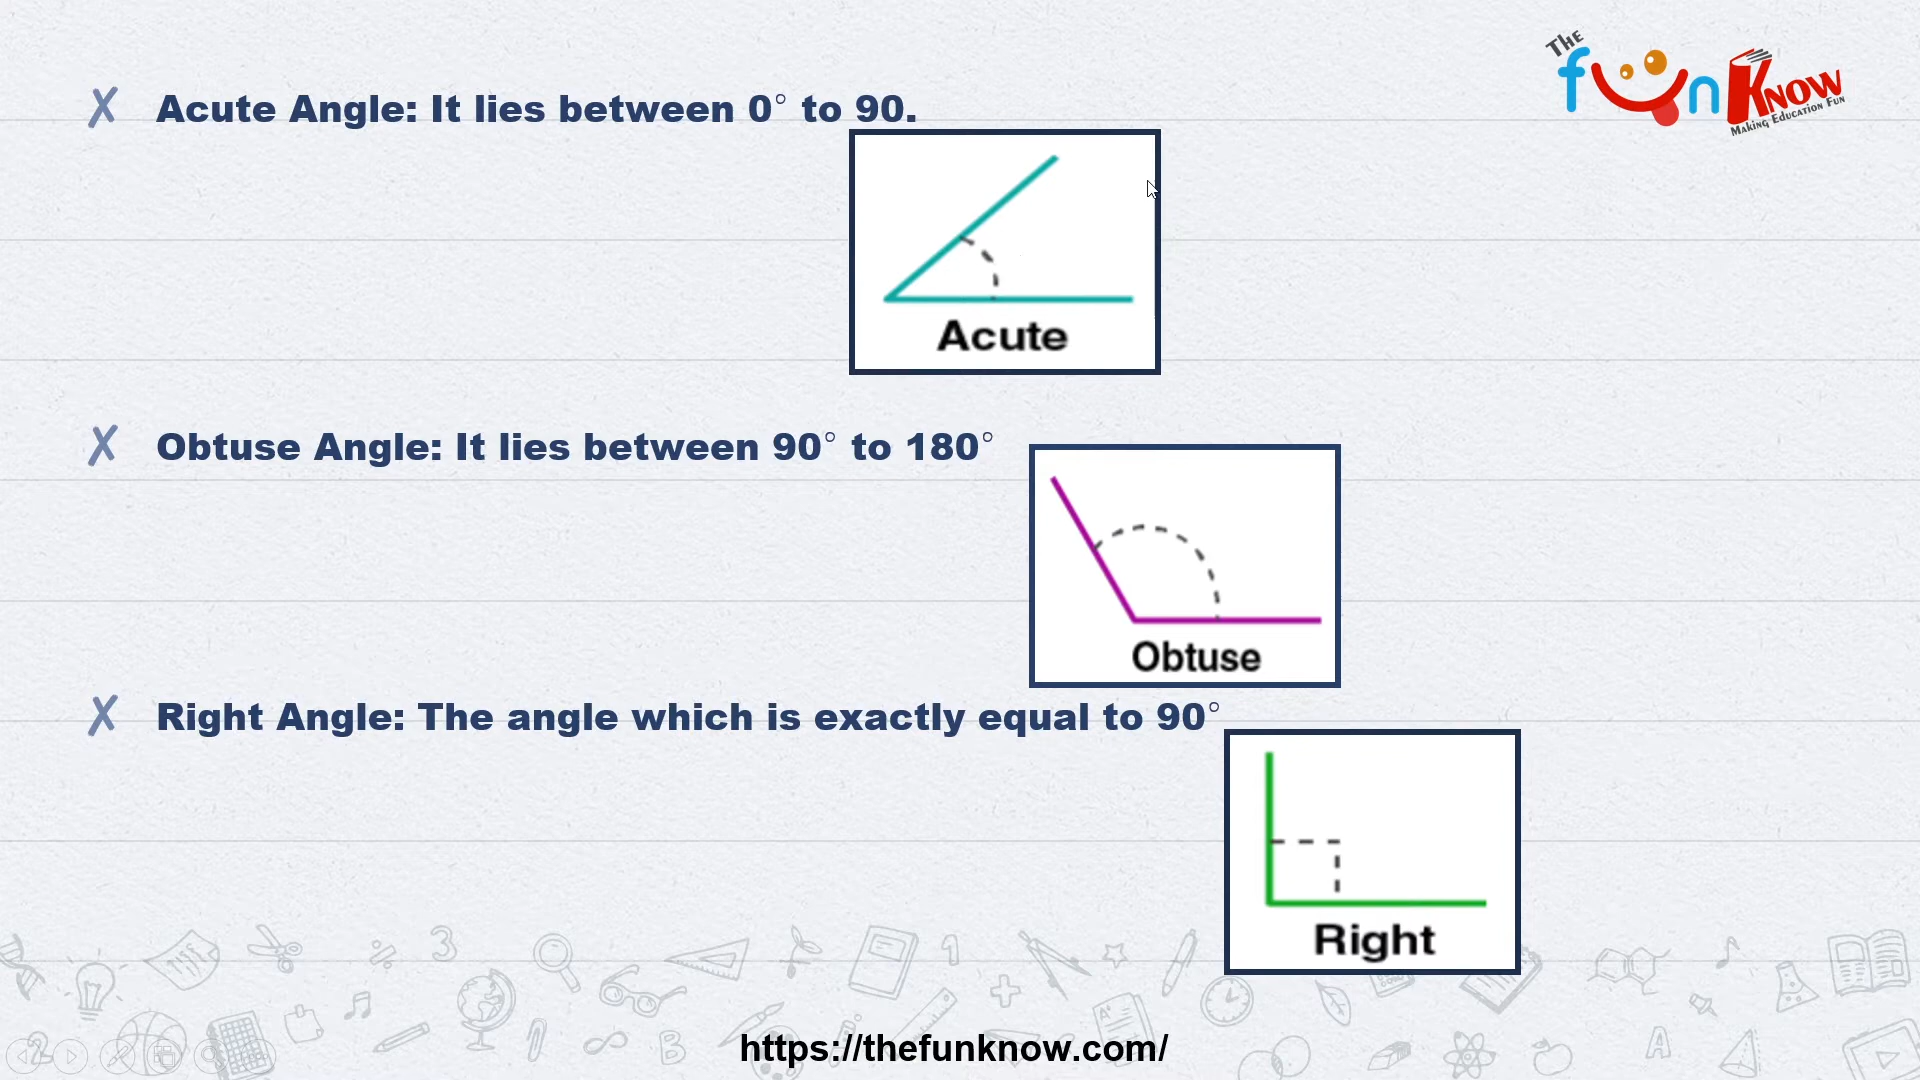 THE
fun KNOW
Making Education Fun
✗ Acute Angle: It lies between 0° to 90.
Acute
✗ Obtuse Angle: It lies between 90° to 180°
Obtuse
✗ Right Angle: The angle which is exactly equal to 90°
Right
https://thefunknow.com/